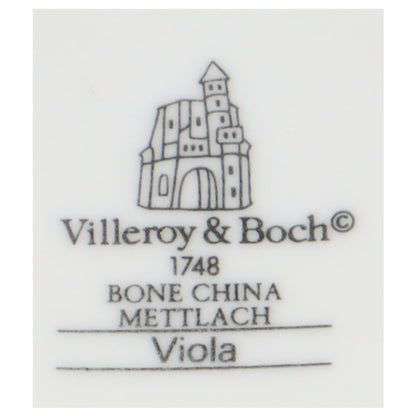 Villeroy & Boch©
1748
BONE CHINA
METTLACH
Viola